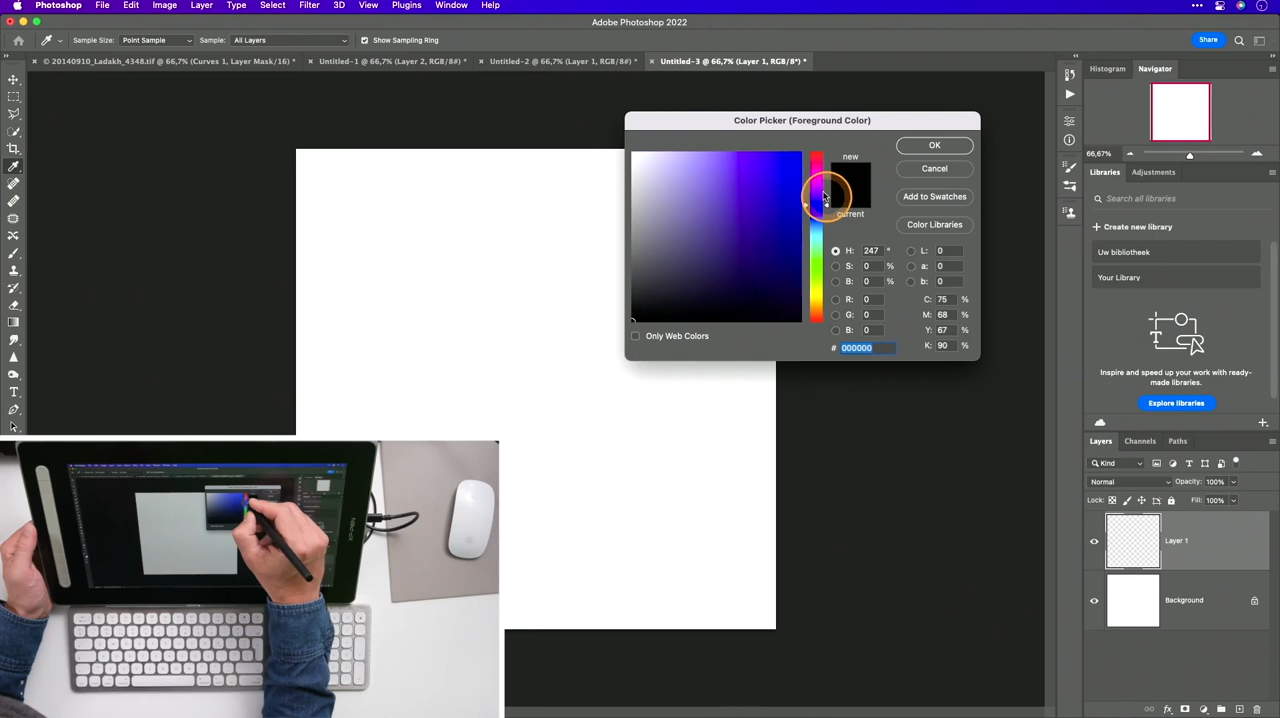 Photoshop File Edit Image Layer Type Select Filter 3D View Plugins Window Help
Adobe Photoshop 2022
Sample Size: Point Sample Sample: All Layers Show Sampling Ring Share
© 20140910_Ladakh_4348.tif @ 66,7% (Curves 1, Layer Mask/16) * Untitled-1 @ 66,7% (Layer 2, RGB/8#) * Untitled-2 @ 66,7% (Layer 1, RGB/8#) * Untitled-3 @ 66,7% (Layer 1, RGB/8*) *
Histogram Navigator
66,67%
Color Picker (Foreground Color)
new
current
OK
Cancel
Add to Swatches
Color Libraries
H: 247 ° L: 0
S: 0 % a: 0
B: 0 % b: 0
R: 0 C: 75 %
G: 0 M: 68 %
B: 0 Y: 67 %
# 000000 K: 90 %
Only Web Colors
Libraries Adjustments
Search all libraries
Create new library
Uw bibliotheek
Your Library
Inspire and speed up your work with ready-
made libraries.
Explore libraries
Layers Channels Paths
Kind
Normal Opacity: 100%
Lock: Fill: 100%
Layer 1
Background